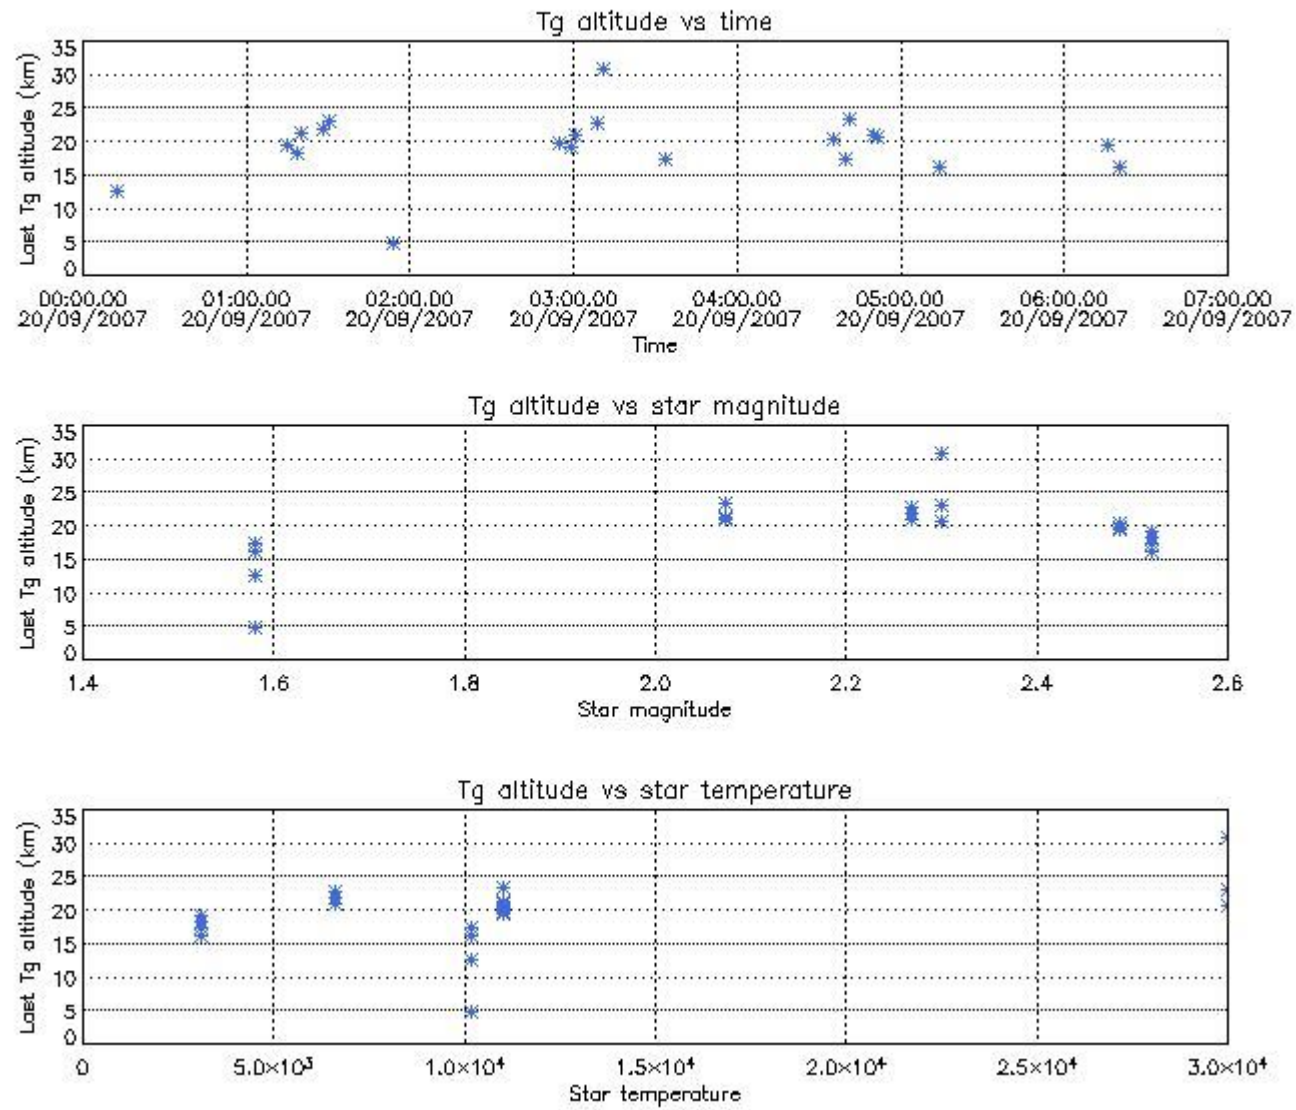 Tg altitude vs time
Last Tg altitude (km)
35
30
25
20
15
10
5
0
00:00.00 01:00.00 02:00.00 03:00.00 04:00.00 05:00.00 06:00.00 07:00.00
20/09/2007 20/09/2007 20/09/2007 20/09/2007 20/09/2007 20/09/2007 20/09/2007 20/09/2007
Time
Tg altitude vs star magnitude
Last Tg altitude (km)
35
30
25
20
15
10
5
0
1.4 1.6 1.8 2.0 2.2 2.4 2.6
Star magnitude
Tg altitude vs star temperature
Last Tg altitude (km)
35
30
25
20
15
10
5
0
0 5.0×10³ 1.0×10⁴ 1.5×10⁴ 2.0×10⁴ 2.5×10⁴ 3.0×10⁴
Star temperature